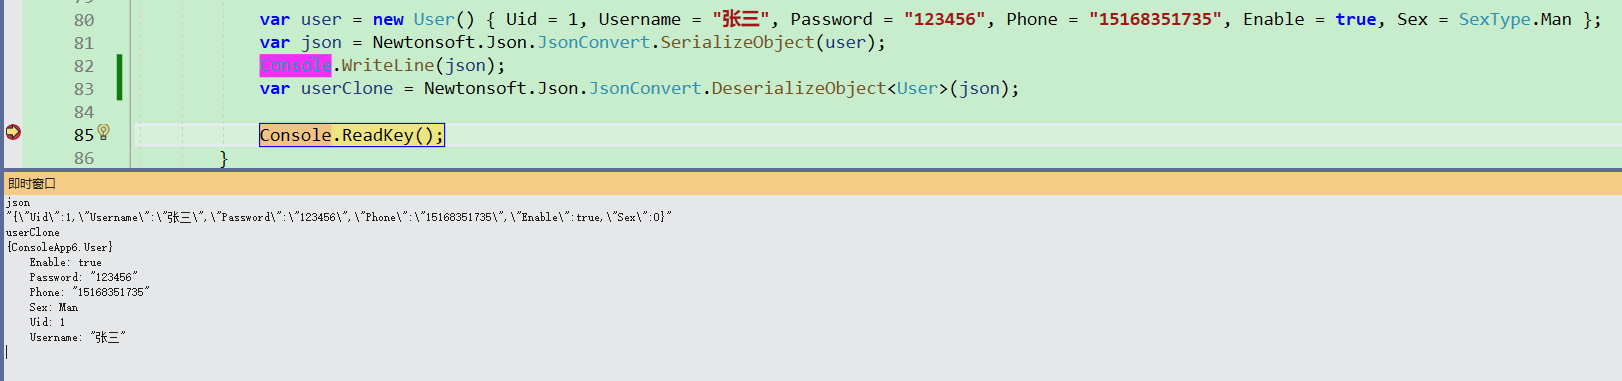 80 var user = new User() { Uid = 1, Username = "张三", Password = "123456", Phone = "15168351735", Enable = true, Sex = SexType.Man };
81 var json = Newtonsoft.Json.JsonConvert.SerializeObject(user);
82 Console.WriteLine(json);
83 var userClone = Newtonsoft.Json.JsonConvert.DeserializeObject<User>(json);
84
85 Console.ReadKey();
86 }
即时窗口
json
"{\"Uid\":1,\"Username\":\"张三\",\"Password\":\"123456\",\"Phone\":\"15168351735\",\"Enable\":true,\"Sex\":0}"
userClone
{ConsoleApp6.User}
Enable: true
Password: "123456"
Phone: "15168351735"
Sex: Man
Uid: 1
Username: "张三"